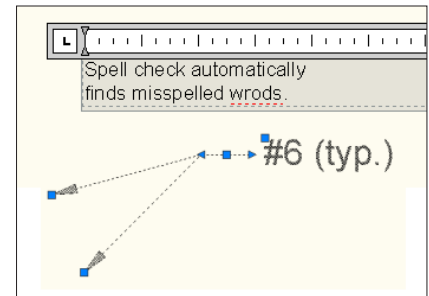 L
Spell check automatically
finds misspelled wrods.
#6 (typ.)